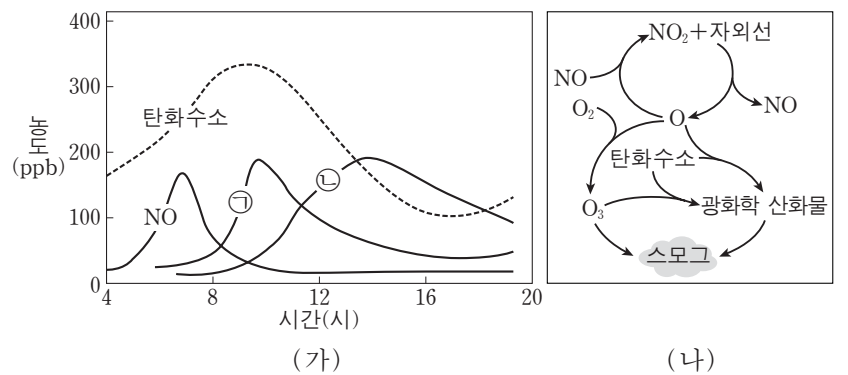 400
300
200
100
0
농도
(ppb)
탄화수소
NO
㉠
㉡
4
8
12
16
20
시간(시)
(가)
NO₂+자외선
NO
NO
O₂
O
탄화수소
O₃
광화학 산화물
스모그
(나)